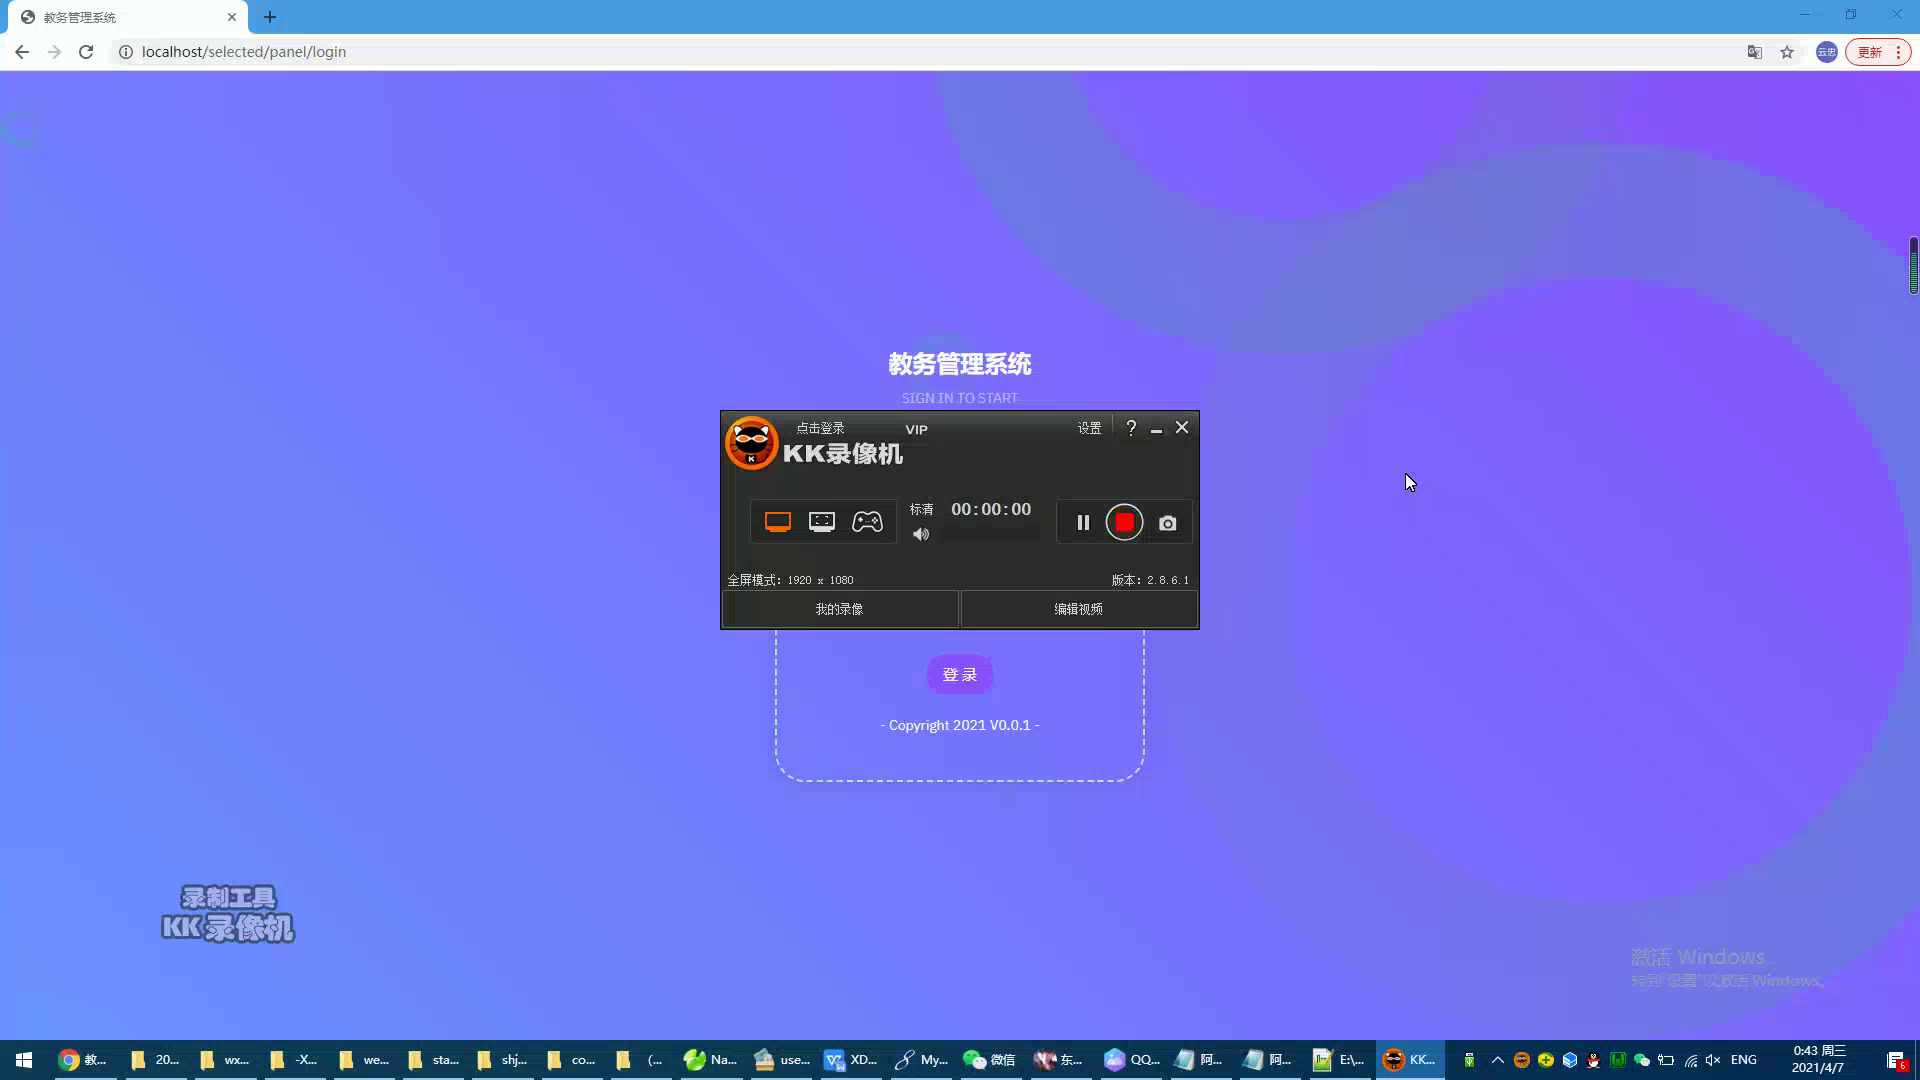 教务管理系统
localhost/selected/panel/login
云忠
更新
教务管理系统
SIGN IN TO START
点击登录
VIP
设置
?
KK录像机
标清
00:00:00
全屏模式: 1920 x 1080
版本: 2.8.6.1
我的录像
编辑视频
登 录
- Copyright 2021 V0.0.1 -
录制工具
KK 录像机
激活 Windows
转到"设置"以激活 Windows。
教...
20...
wx...
-X...
we...
sta...
shj...
co...
(...
Na...
use...
XD...
My...
微信
东...
QQ...
阿...
阿...
E:\...
KK...
ENG
0:43 周三
2021/4/7
6